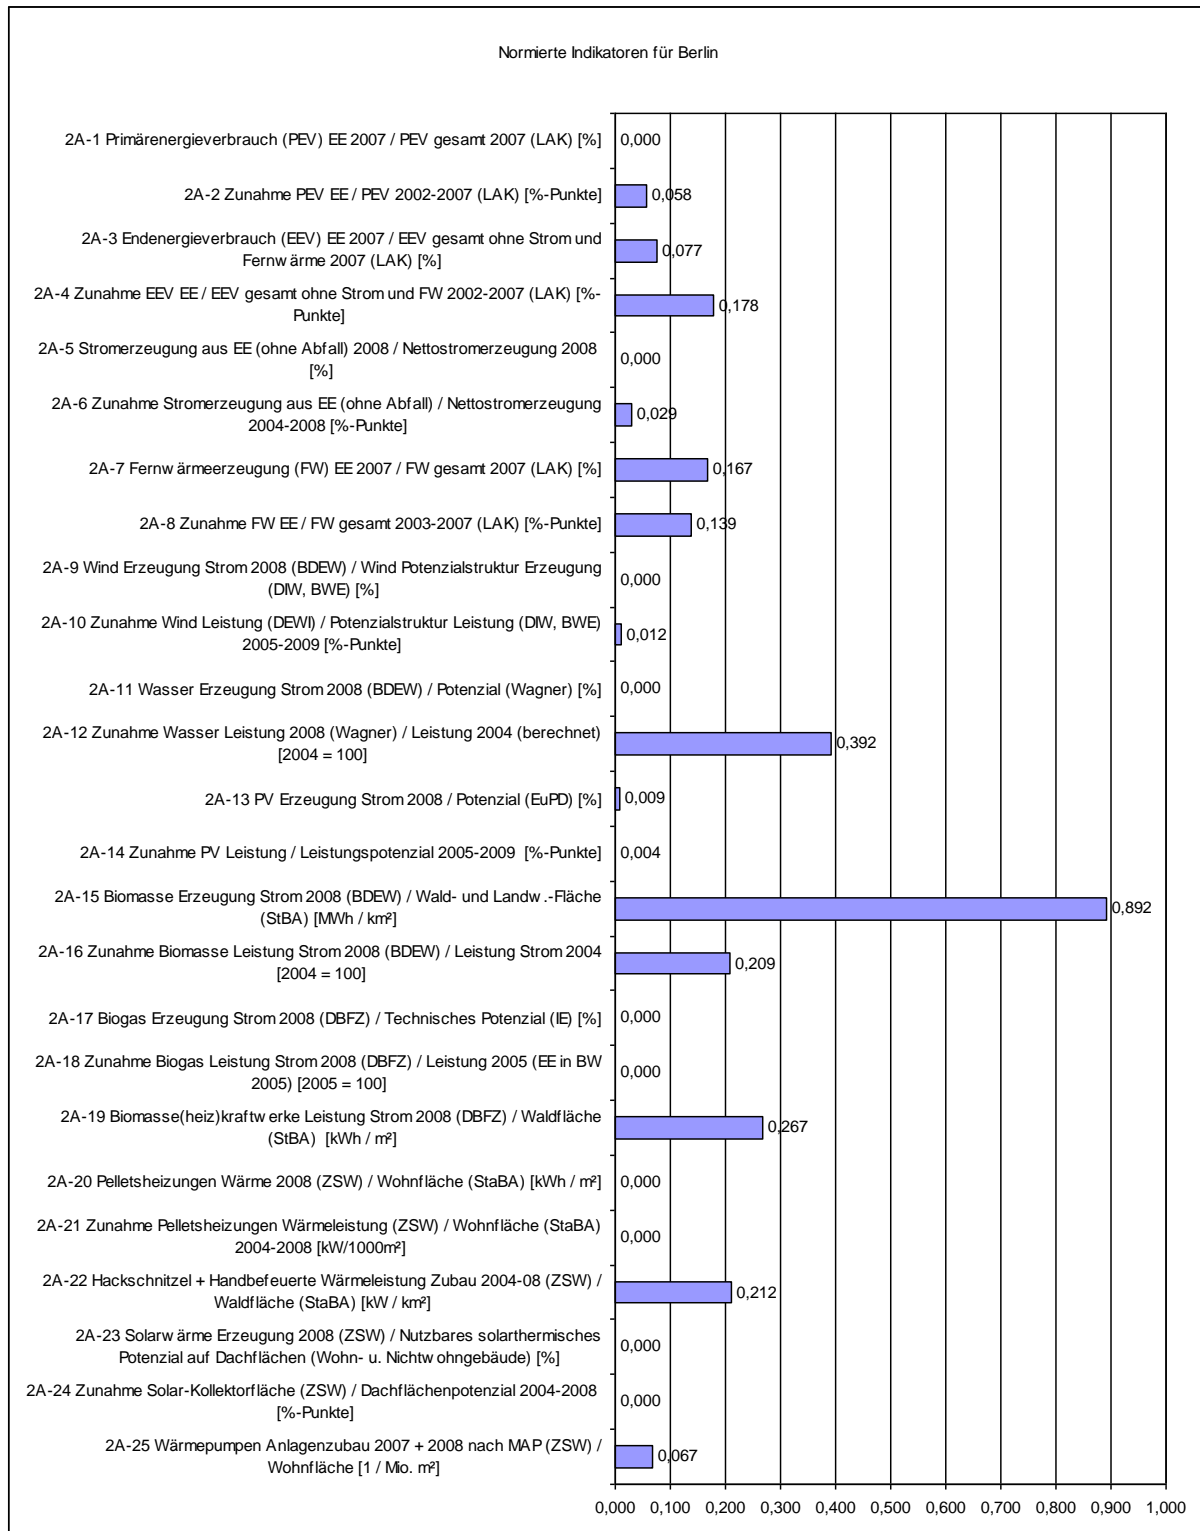 Normierte Indikatoren für Berlin
2A-1 Primärenergieverbrauch (PEV) EE 2007 / PEV gesamt 2007 (LAK) [%]
0,000
2A-2 Zunahme PEV EE / PEV 2002-2007 (LAK) [%-Punkte]
0,058
2A-3 Endenergieverbrauch (EEV) EE 2007 / EEV gesamt ohne Strom und
Fernwärme 2007 (LAK) [%]
0,077
2A-4 Zunahme EEV EE / EEV gesamt ohne Strom und FW 2002-2007 (LAK) [%-
Punkte]
0,178
2A-5 Stromerzeugung aus EE (ohne Abfall) 2008 / Nettostromerzeugung 2008
[%]
0,000
2A-6 Zunahme Stromerzeugung aus EE (ohne Abfall) / Nettostromerzeugung
2004-2008 [%-Punkte]
0,029
2A-7 Fernwärmeerzeugung (FW) EE 2007 / FW gesamt 2007 (LAK) [%]
0,167
2A-8 Zunahme FW EE / FW gesamt 2003-2007 (LAK) [%-Punkte]
0,139
2A-9 Wind Erzeugung Strom 2008 (BDEW) / Wind Potenzialstruktur Erzeugung
(DIW, BWE) [%]
0,000
2A-10 Zunahme Wind Leistung (DEWI) / Potenzialstruktur Leistung (DIW, BWE)
2005-2009 [%-Punkte]
0,012
2A-11 Wasser Erzeugung Strom 2008 (BDEW) / Potenzial (Wagner) [%]
0,000
2A-12 Zunahme Wasser Leistung 2008 (Wagner) / Leistung 2004 (berechnet)
[2004 = 100]
0,392
2A-13 PV Erzeugung Strom 2008 / Potenzial (EuPD) [%]
0,009
2A-14 Zunahme PV Leistung / Leistungspotenzial 2005-2009 [%-Punkte]
0,004
2A-15 Biomasse Erzeugung Strom 2008 (BDEW) / Wald- und Landw.-Fläche
(StBA) [MWh / km²]
0,892
2A-16 Zunahme Biomasse Leistung Strom 2008 (BDEW) / Leistung Strom 2004
[2004 = 100]
0,209
2A-17 Biogas Erzeugung Strom 2008 (DBFZ) / Technisches Potenzial (IE) [%]
0,000
2A-18 Zunahme Biogas Leistung Strom 2008 (DBFZ) / Leistung 2005 (EE in BW
2005) [2005 = 100]
0,000
2A-19 Biomasse(heiz)kraftwerke Leistung Strom 2008 (DBFZ) / Waldfläche
(StBA) [kWh / m²]
0,267
2A-20 Pelletsheizungen Wärme 2008 (ZSW) / Wohnfläche (StaBA) [kWh / m²]
0,000
2A-21 Zunahme Pelletsheizungen Wärmeleistung (ZSW) / Wohnfläche (StaBA)
2004-2008 [kW/1000m²]
0,000
2A-22 Hackschnitzel + Handbefeuerte Wärmeleistung Zubau 2004-08 (ZSW) /
Waldfläche (StaBA) [kW / km²]
0,212
2A-23 Solarwärme Erzeugung 2008 (ZSW) / Nutzbares solarthermisches
Potenzial auf Dachflächen (Wohn- u. Nichtwohngebäude) [%]
0,000
2A-24 Zunahme Solar-Kollektorfläche (ZSW) / Dachflächenpotenzial 2004-2008
[%-Punkte]
0,000
2A-25 Wärmepumpen Anlagenzubau 2007 + 2008 nach MAP (ZSW) /
Wohnfläche [1 / Mio. m²]
0,067
0,000 0,100 0,200 0,300 0,400 0,500 0,600 0,700 0,800 0,900 1,000